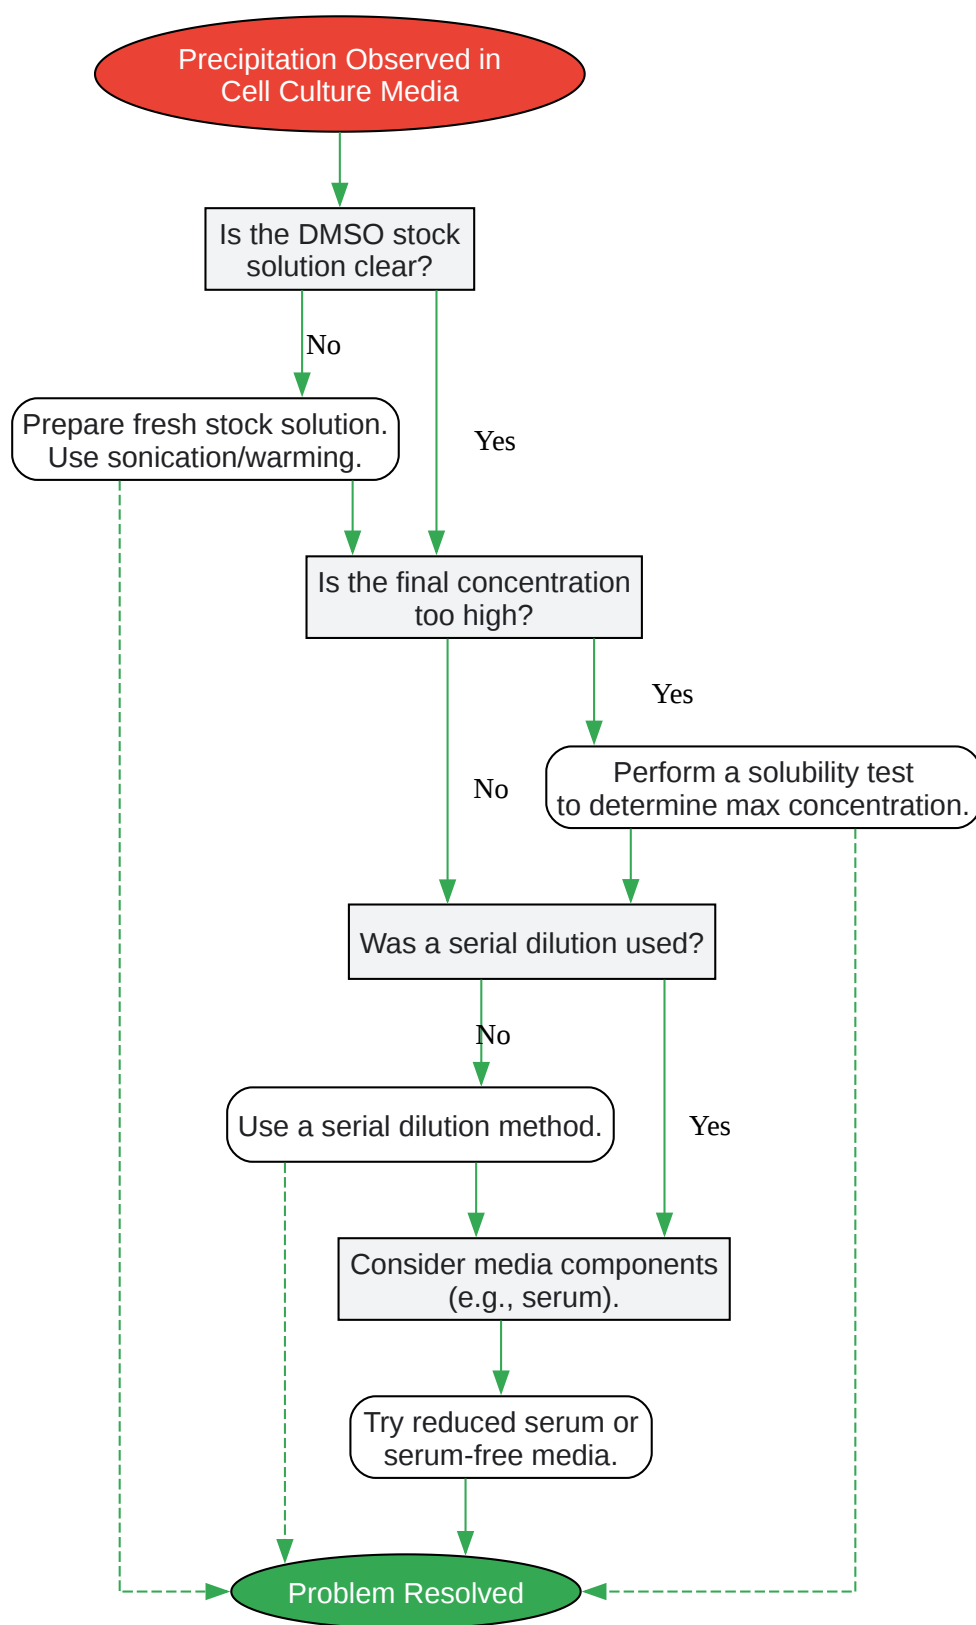 Precipitation Observed in
Cell Culture Media
Is the DMSO stock
solution clear?
No
Prepare fresh stock solution.
Use sonication/warming.
Yes
Is the final concentration
too high?
Yes
Perform a solubility test
to determine max concentration.
No
Was a serial dilution used?
No
Use a serial dilution method.
Yes
Consider media components
(e.g., serum).
Try reduced serum or
serum-free media.
Problem Resolved